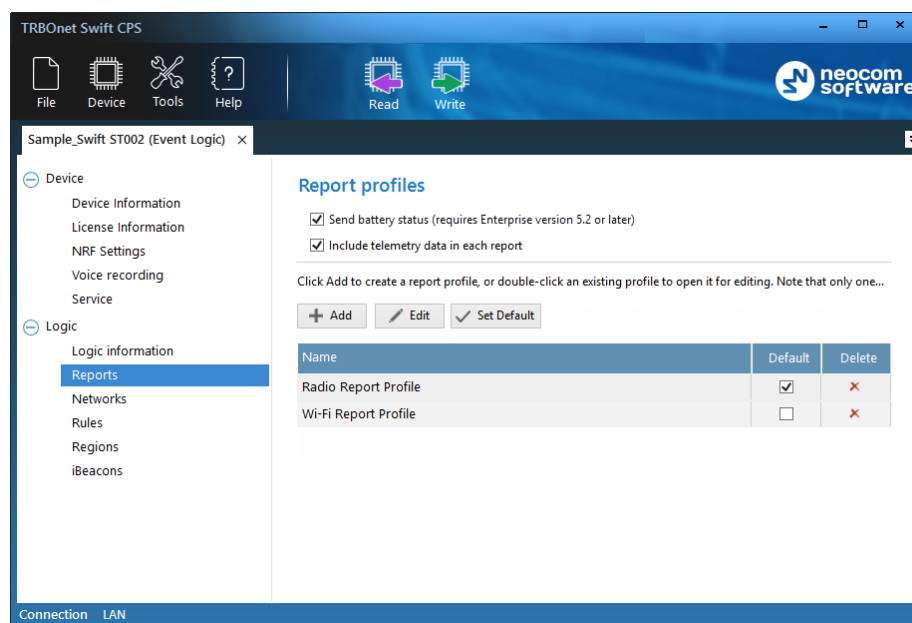 TRBOnet Swift CPS
File Device Tools Help Read Write
neocom
software
Sample_Swift ST002 (Event Logic)
Device
Device Information
License Information
NRF Settings
Voice recording
Service
Logic
Logic information
Reports
Networks
Rules
Regions
iBeacons
Report profiles
Send battery status (requires Enterprise version 5.2 or later)
Include telemetry data in each report
Click Add to create a report profile, or double-click an existing profile to open it for editing. Note that only one...
Add Edit Set Default
Name Default Delete
Radio Report Profile
Wi-Fi Report Profile
Connection LAN